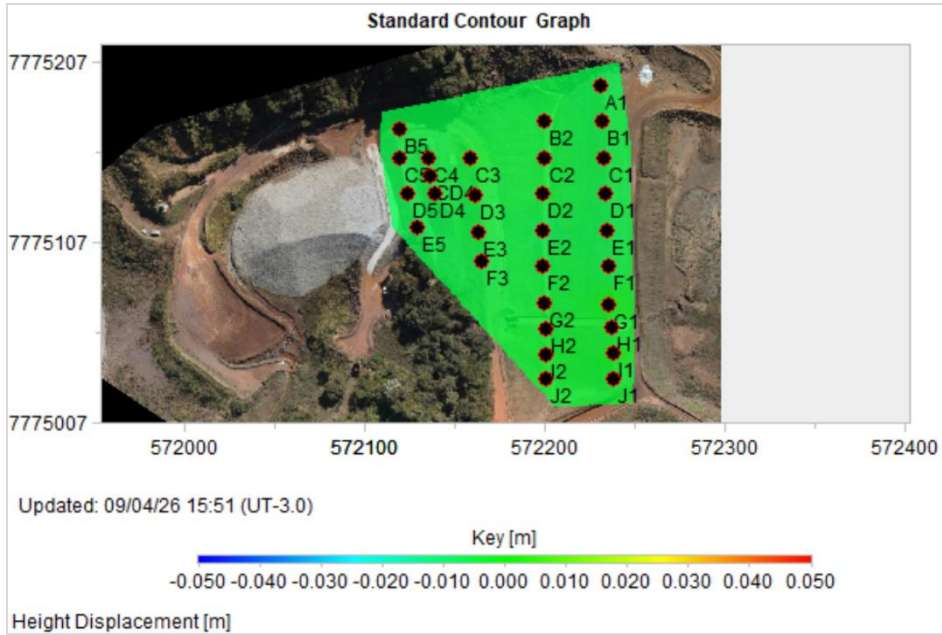 Standard Contour Graph
7775207
A1
B2 B1
B5
C5 C4 C3 C2 C1
CD4
D5 D4 D3 D2 D1
7775107
E5 E3 E2 E1
F3 F2 F1
G2 G1
H2 H1
I2 I1
J2 J1
7775007
572000 572100 572200 572300 572400
Updated: 09/04/26 15:51 (UT-3.0)
Key [m]
-0.050 -0.040 -0.030 -0.020 -0.010 0.000 0.010 0.020 0.030 0.040 0.050
Height Displacement [m]